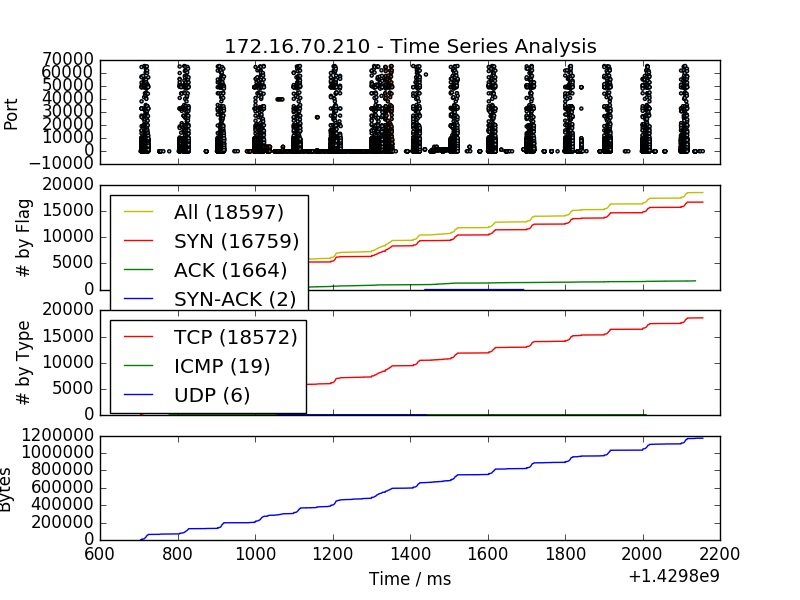 172.16.70.210 - Time Series Analysis
70000
60000
50000
40000
30000
20000
10000
0
−10000
Port
20000
15000
10000
5000
0
# by Flag
All (18597)
SYN (16759)
ACK (1664)
SYN-ACK (2)
20000
15000
10000
5000
0
# by Type
TCP (18572)
ICMP (19)
UDP (6)
1200000
1000000
800000
600000
400000
200000
0
Bytes
600 800 1000 1200 1400 1600 1800 2000 2200
Time / ms
+1.4298e9